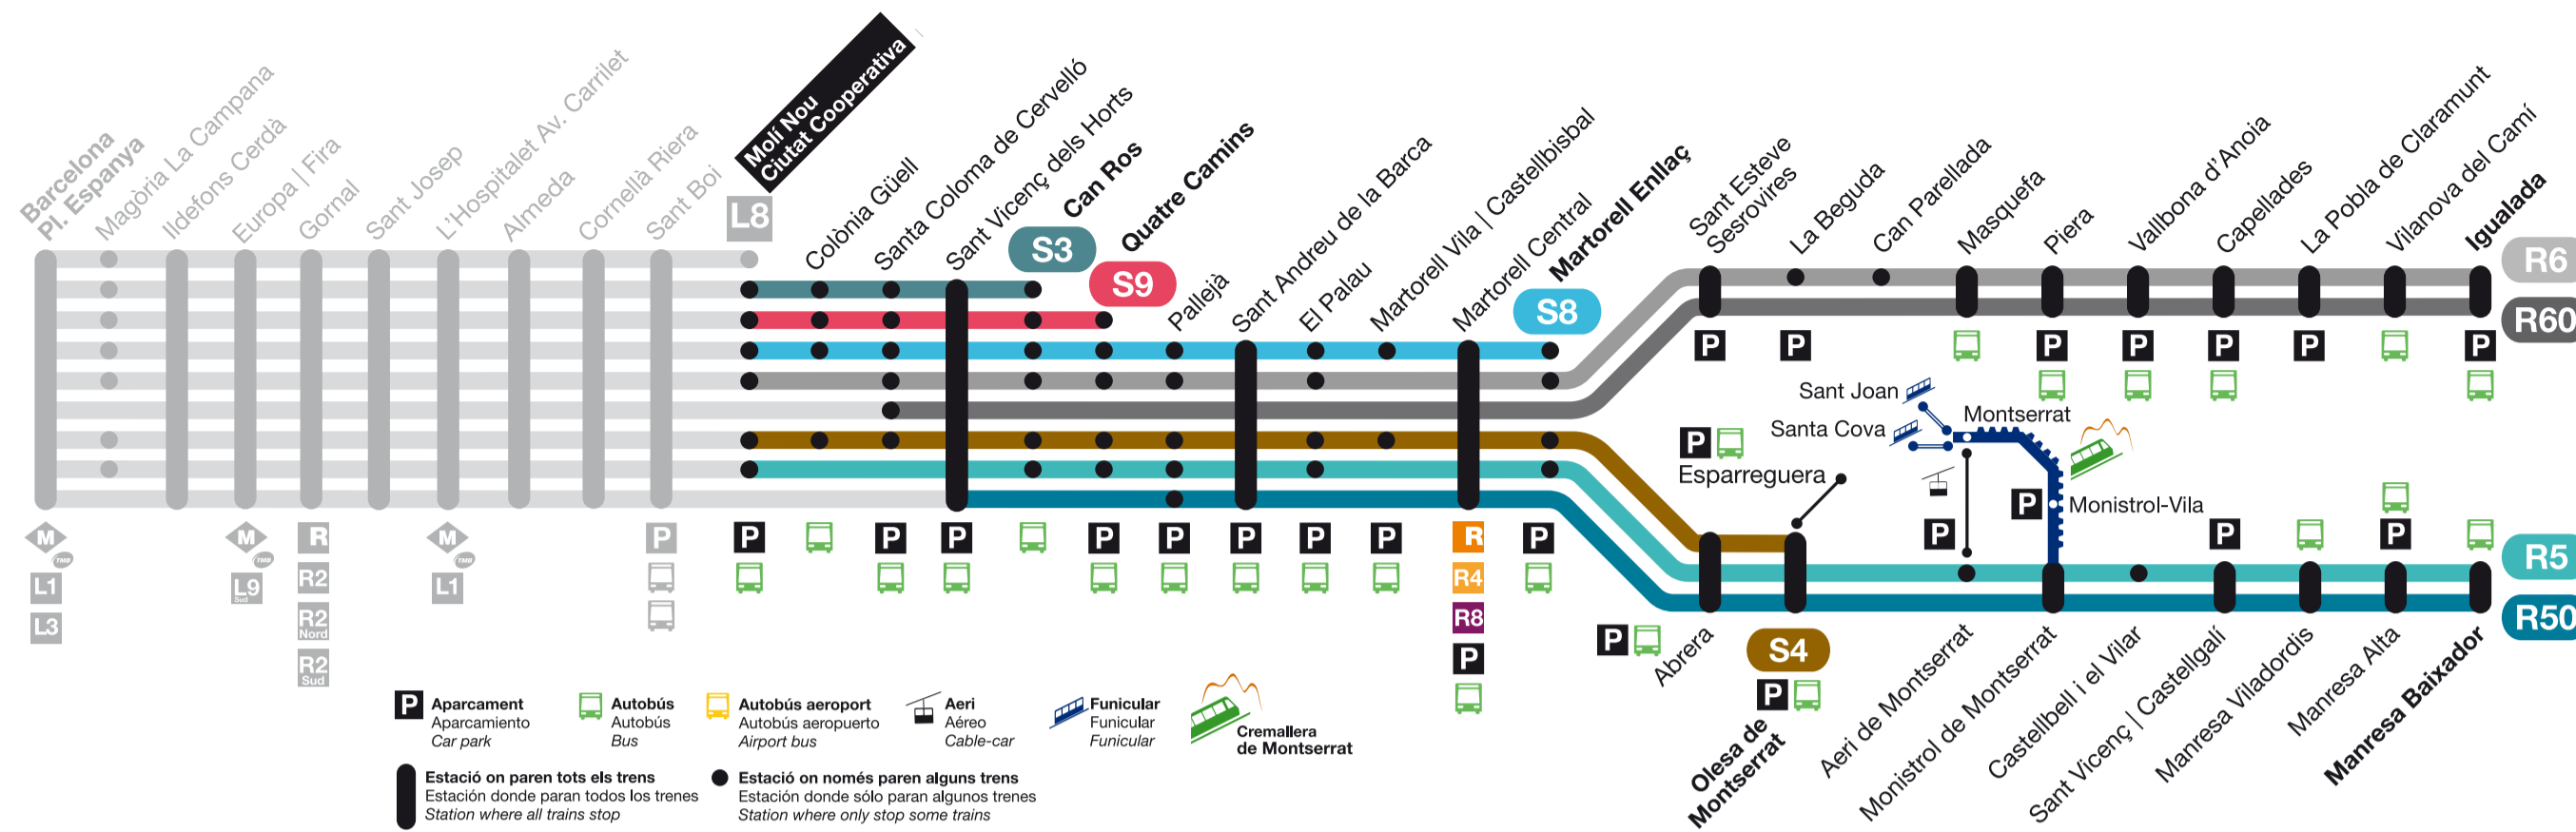 Barcelona
Pl. Espanya
Magòria La Campana
Ildefons Cerdà
Europa | Fira
Gornal
Sant Josep
L'Hospitalet Av. Carrilet
Almeda
Cornellà Riera
Sant Boi
Molí Nou
Ciutat Cooperativa
L8
Colònia Güell
Santa Coloma de Cervelló
Sant Vicenç dels Horts
Can Ros
S3
Quatre Camins
S9
Pallejà
Sant Andreu de la Barca
El Palau
Martorell Vila | Castellbisbal
Martorell Central
Martorell Enllaç
S8
Sant Esteve
Sesrovires
La Beguda
Can Parellada
Masquefa
Piera
Vallbona d'Anoia
Capellades
La Pobla de Claramunt
Vilanova del Camí
Igualada
R6
R60
P P P P P P P
Sant Joan
Santa Cova
Montserrat
P
Esparreguera
P
P
Monistrol-Vila
P
P
R5
R50
M
TMB
L1
L3
M
TMB
L9
Sud
R
R2
R2
Nord
R2
Sud
M
TMB
L1
P
P P P P P P P P P
R
R4
R8
P
P
P
Abrera
S4
P
Olesa de
Montserrat
Aeri de Montserrat
Monistrol de Montserrat
Castellbell i el Vilar
Sant Vicenç | Castellgalí
Manresa Viladordis
Manresa Alta
Manresa Baixador
P
Aparcament
Aparcamiento
Car park
Autobús
Autobús
Bus
Autobús aeroport
Autobús aeropuerto
Airport bus
Aeri
Aéreo
Cable-car
Funicular
Funicular
Funicular
Cremallera
de Montserrat
Estació on paren tots els trens
Estación donde paran todos los trenes
Station where all trains stop
Estació on només paren alguns trens
Estación donde sólo paran algunos trenes
Station where only stop some trains